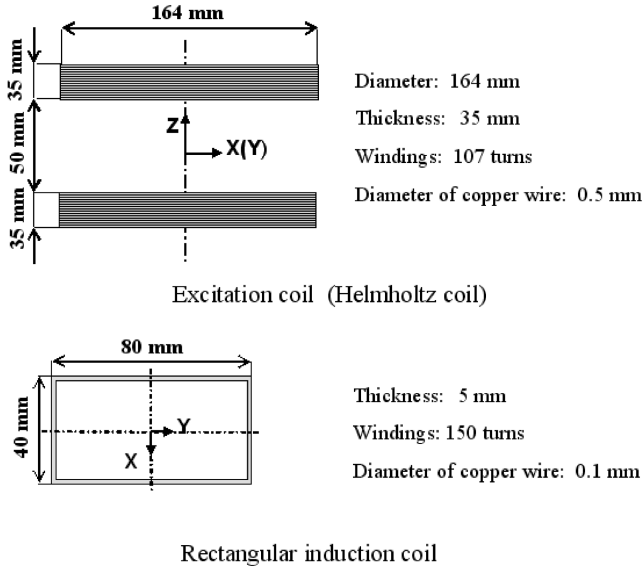 164 mm
35 mm
50 mm
35 mm
Z
X(Y)
Diameter: 164 mm
Thickness: 35 mm
Windings: 107 turns
Diameter of copper wire: 0.5 mm
Excitation coil (Helmholtz coil)
80 mm
40 mm
Y
X
Thickness: 5 mm
Windings: 150 turns
Diameter of copper wire: 0.1 mm
Rectangular induction coil